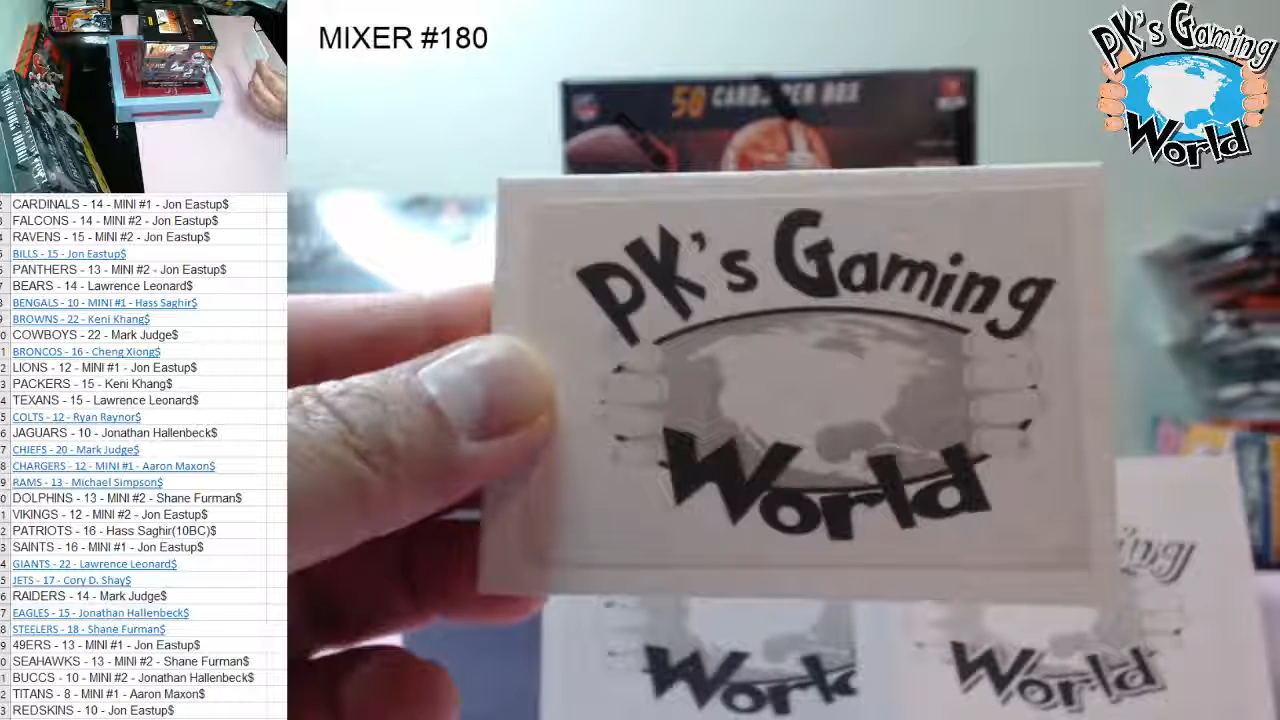 MIXER #180
PK's Gaming
World
50 CARDS PER BOX
PK's Gaming
World
World
World
CARDINALS - 14 - MINI #1 - Jon Eastup$
FALCONS - 14 - MINI #2 - Jon Eastup$
RAVENS - 15 - MINI #2 - Jon Eastup$
BILLS - 15 - Jon Eastup$
PANTHERS - 13 - MINI #2 - Jon Eastup$
BEARS - 14 - Lawrence Leonard$
BENGALS - 10 - MINI #1 - Hass Saghir$
BROWNS - 22 - Keni Khang$
COWBOYS - 22 - Mark Judge$
BRONCOS - 16 - Cheng Xiong$
LIONS - 12 - MINI #1 - Jon Eastup$
PACKERS - 15 - Keni Khang$
TEXANS - 15 - Lawrence Leonard$
COLTS - 12 - Ryan Raynor$
JAGUARS - 10 - Jonathan Hallenbeck$
CHIEFS - 20 - Mark Judge$
CHARGERS - 12 - MINI #1 - Aaron Maxon$
RAMS - 13 - Michael Simpson$
DOLPHINS - 13 - MINI #2 - Shane Furman$
VIKINGS - 12 - MINI #2 - Jon Eastup$
PATRIOTS - 16 - Hass Saghir(10BC)$
SAINTS - 16 - MINI #1 - Jon Eastup$
GIANTS - 22 - Lawrence Leonard$
JETS - 17 - Cory D. Shay$
RAIDERS - 14 - Mark Judge$
EAGLES - 15 - Jonathan Hallenbeck$
STEELERS - 18 - Shane Furman$
49ERS - 13 - MINI #1 - Jon Eastup$
SEAHAWKS - 13 - MINI #2 - Shane Furman$
BUCCS - 10 - MINI #2 - Jonathan Hallenbeck$
TITANS - 8 - MINI #1 - Aaron Maxon$
REDSKINS - 10 - Jon Eastup$